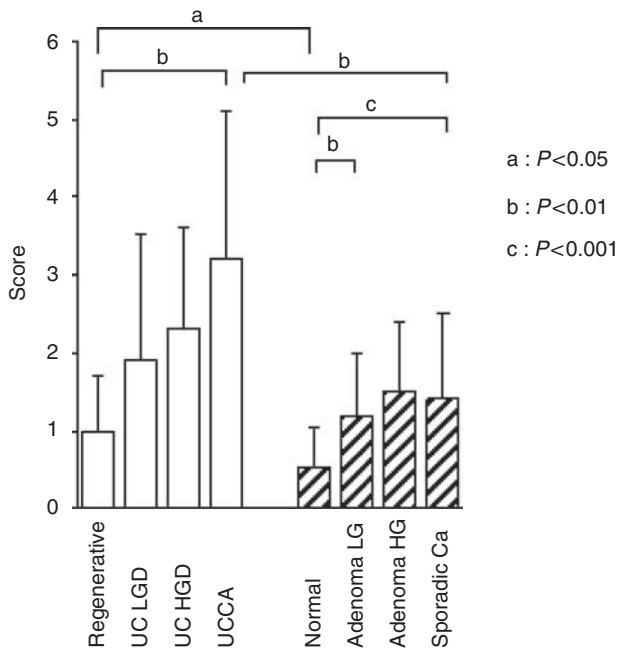 a
6
b
b
5
c
b
a : P<0.05
4
b : P<0.01
c : P<0.001
3
Score
2
1
0
Regenerative
UC LGD
UC HGD
UCCA
Normal
Adenoma LG
Adenoma HG
Sporadic Ca